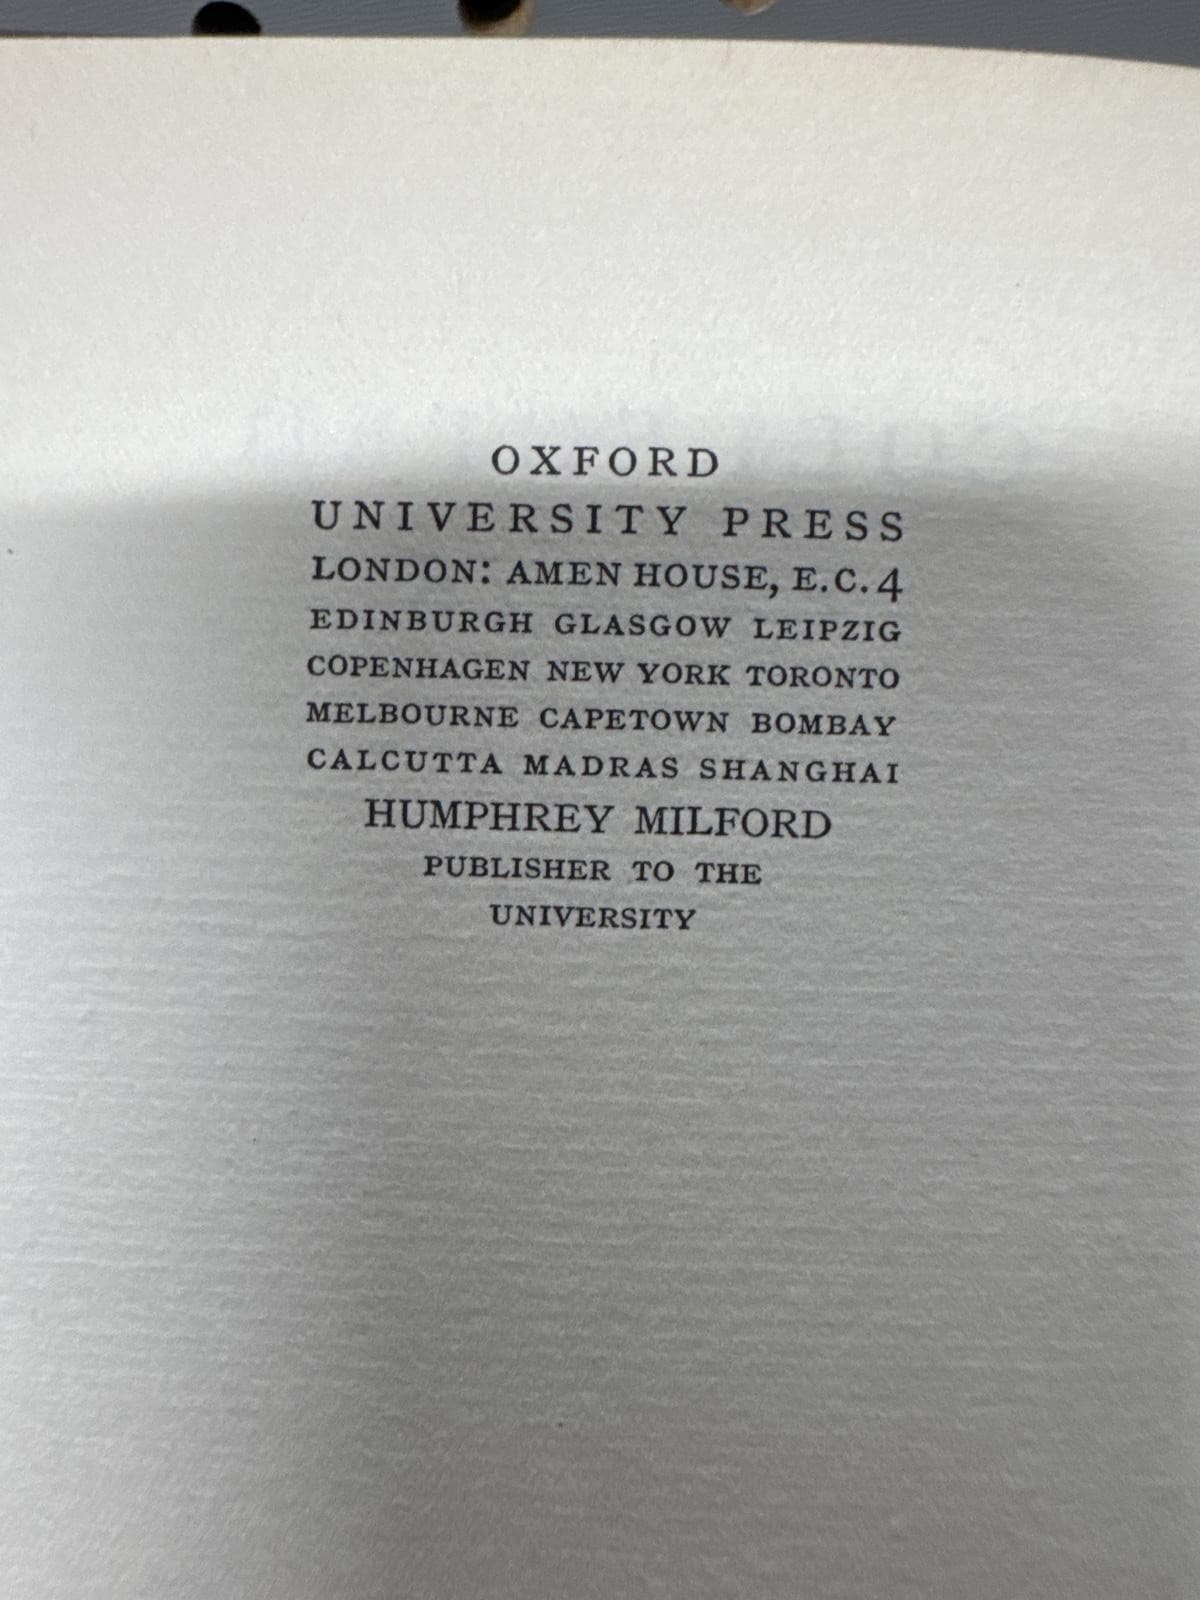 OXFORD
UNIVERSITY PRESS
LONDON: AMEN HOUSE, E.C.4
EDINBURGH GLASGOW LEIPZIG
COPENHAGEN NEW YORK TORONTO
MELBOURNE CAPETOWN BOMBAY
CALCUTTA MADRAS SHANGHAI
HUMPHREY MILFORD
PUBLISHER TO THE
UNIVERSITY